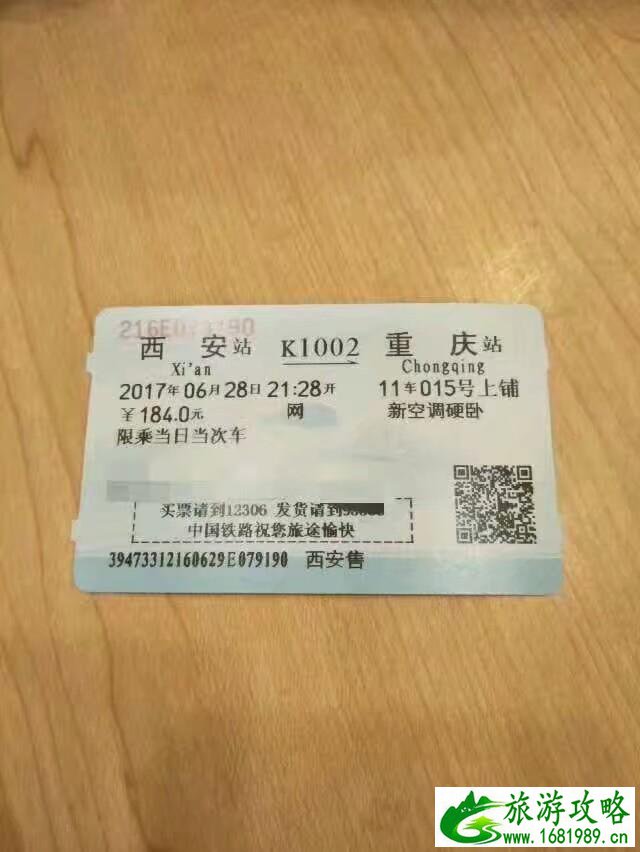 216E079190
西 安 站 K1002 重 庆 站
Xi'an Chongqing
2017年06月28日 21:28开 11车015号上铺
￥184.0元 网 新空调硬卧
限乘当日当次车
买票请到12306 发货请到
中国铁路祝您旅途愉快
39473312160629E079190 西安售
旅游攻略
www.1681989.cn